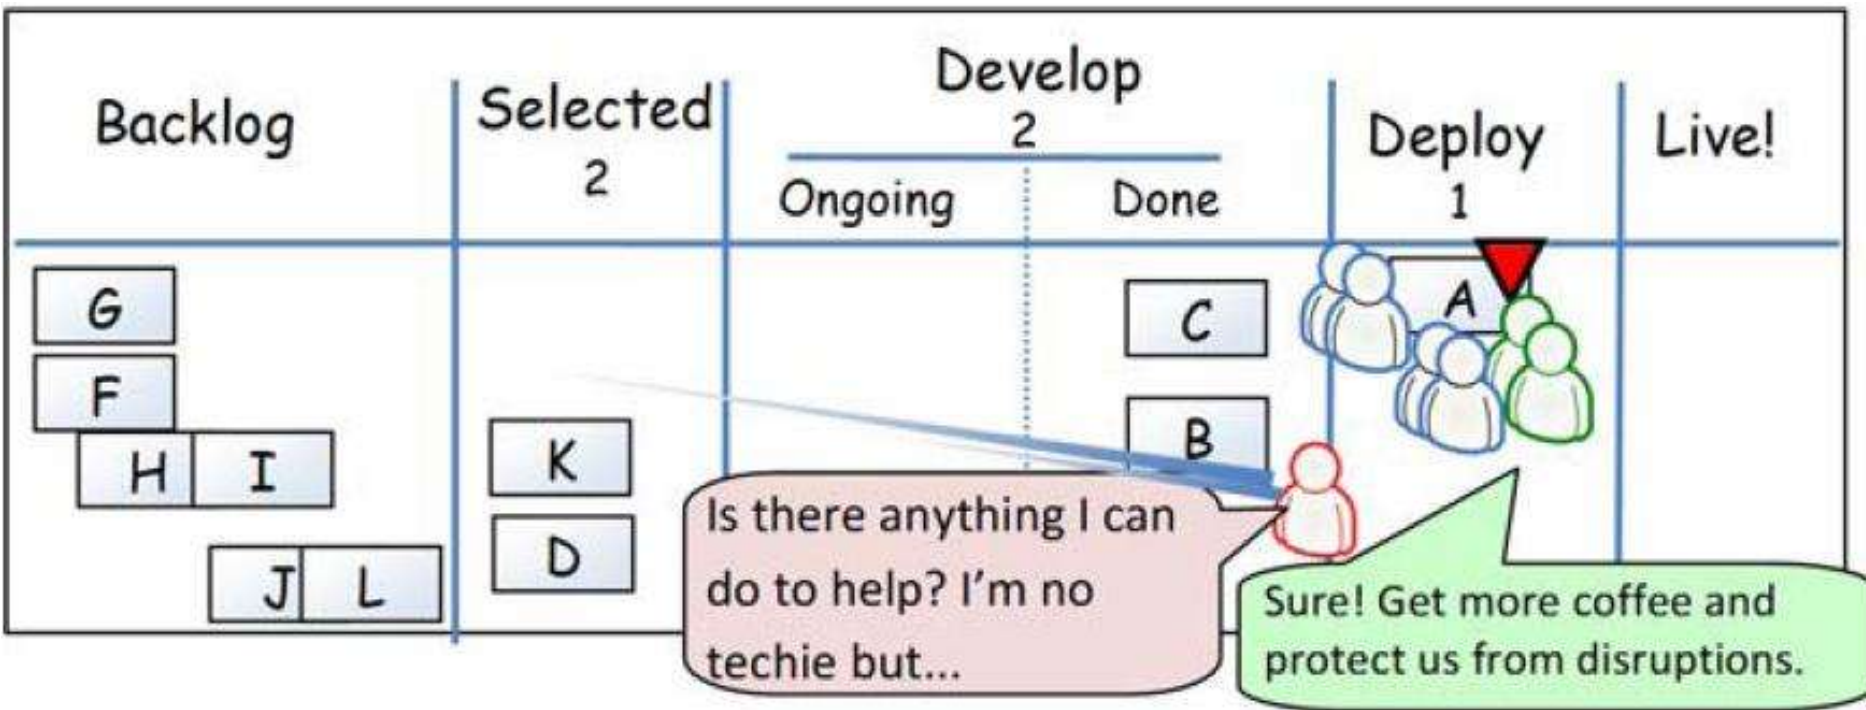 Backlog
Selected
2
Develop
2
Ongoing
Done
Deploy
1
Live!
G
F
H I
J L
K
D
C
B
A
Is there anything I can
do to help? I'm no
techie but...
Sure! Get more coffee and
protect us from disruptions.